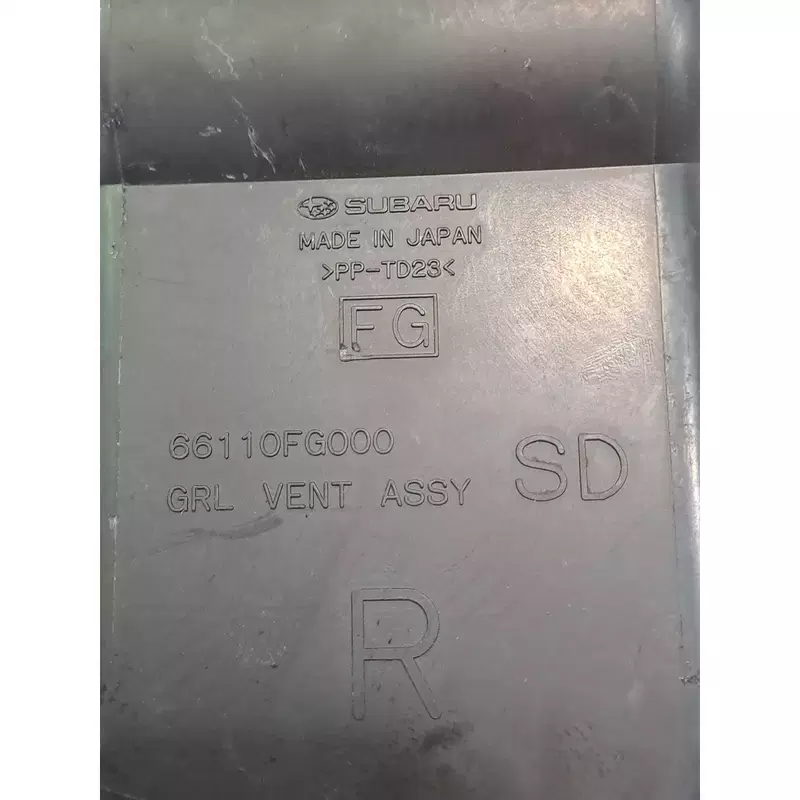 SUBARU
MADE IN JAPAN
>PP-TD23<
FG
66110FG000
GRL VENT ASSY SD
R